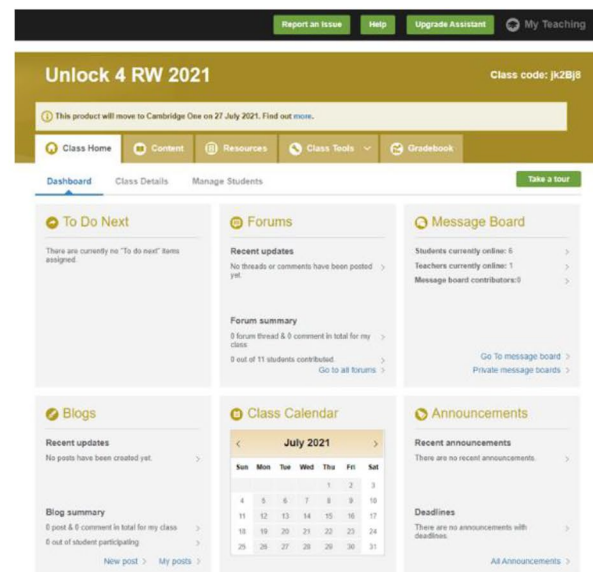 Report an Issue Help Upgrade Assistant My Teaching
Unlock 4 RW 2021
Class code: jk2Bj8
This product will move to Cambridge One on 27 July 2021. Find out more.
Class Home Content Resources Class Tools Gradebook
Dashboard Class Details Manage Students Take a tour
To Do Next
There are currently no "To do next" items
assigned.
Forums
Recent updates
No threads or comments have been posted
yet.
Forum summary
0 forum thread & 0 comment in total for my
class
0 out of 11 students contributed.
Go to all forums >
Message Board
Students currently online: 6
Teachers currently online: 1
Message board contributors:0
Go To message board >
Private message boards >
Blogs
Recent updates
No posts have been created yet.
Blog summary
0 post & 0 comment in total for my class
0 out of student participating
New post > My posts >
Class Calendar
< July 2021 >
Sun Mon Tue Wed Thu Fri Sat
1 2 3
4 5 6 7 8 9 10
11 12 13 14 15 16 17
18 19 20 21 22 23 24
25 26 27 28 29 30 31
Announcements
Recent announcements
There are no recent announcements.
Deadlines
There are no announcements with
deadlines.
All Announcements >